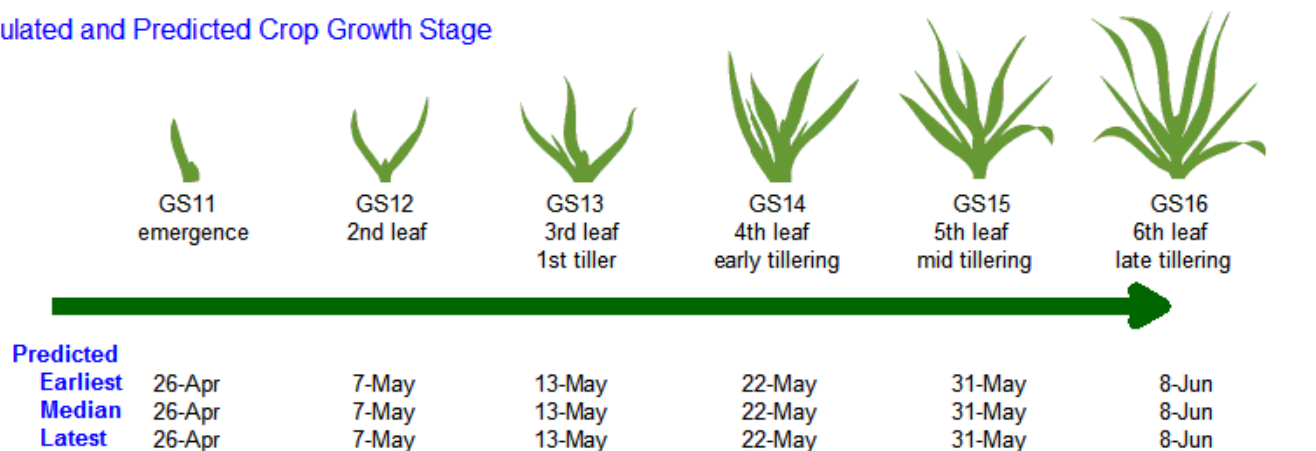 ulated and Predicted Crop Growth Stage
GS11 GS12 GS13 GS14 GS15 GS16
emergence 2nd leaf 3rd leaf 4th leaf 5th leaf 6th leaf
1st tiller early tillering mid tillering late tillering
Predicted
Earliest 26-Apr 7-May 13-May 22-May 31-May 8-Jun
Median 26-Apr 7-May 13-May 22-May 31-May 8-Jun
Latest 26-Apr 7-May 13-May 22-May 31-May 8-Jun